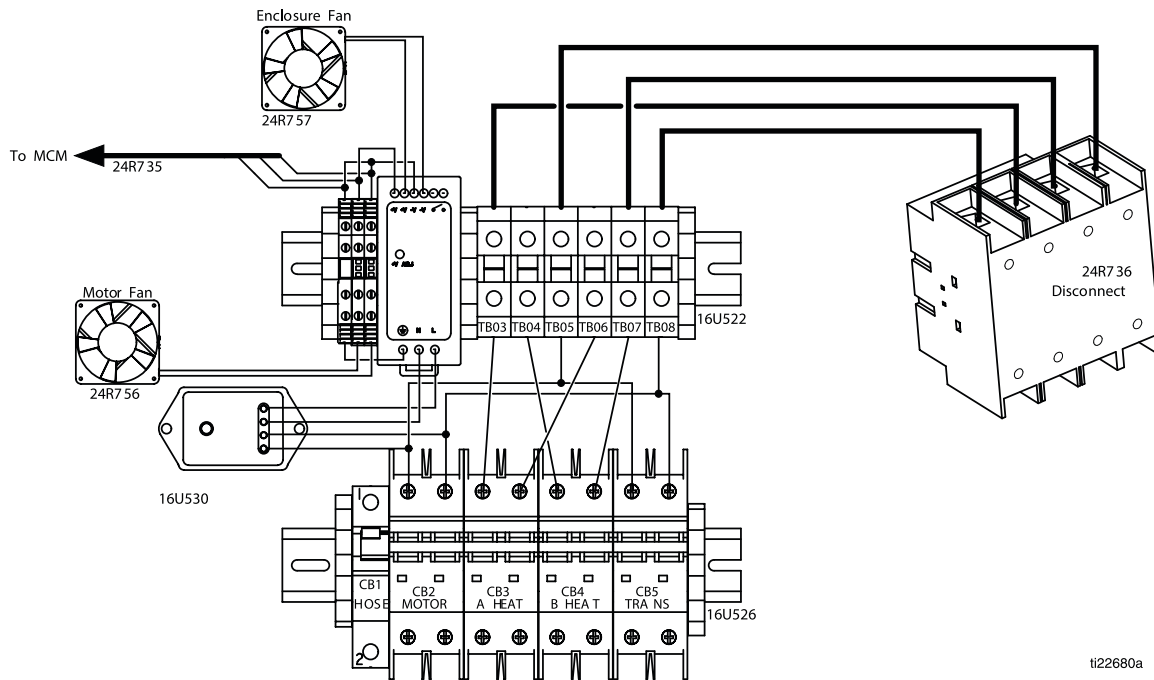 Enclosure Fan
24R757
To MCM
24R735
+V +V -V -V
+V ADJ.
N L
24R736
Disconnect
Motor Fan
16U522
TB03 TB04 TB05 TB06 TB07 TB08
24R756
16U530
1
CB1
HOSE
CB2
MOTOR
CB3
A HEAT
CB4
B HEAT
CB5
TRANS
16U526
2
ti22680a